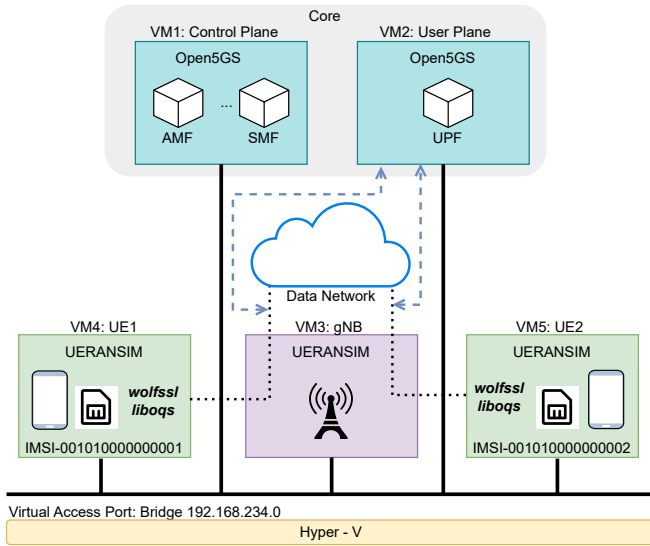 Core
VM1: Control Plane
VM2: User Plane
Open5GS
Open5GS
...
AMF
SMF
UPF
Data Network
VM4: UE1
VM3: gNB
VM5: UE2
UERANSIM
UERANSIM
UERANSIM
wolfssl
liboqs
wolfssl
liboqs
IMSI-001010000000001
IMSI-001010000000002
Virtual Access Port: Bridge 192.168.234.0
Hyper - V